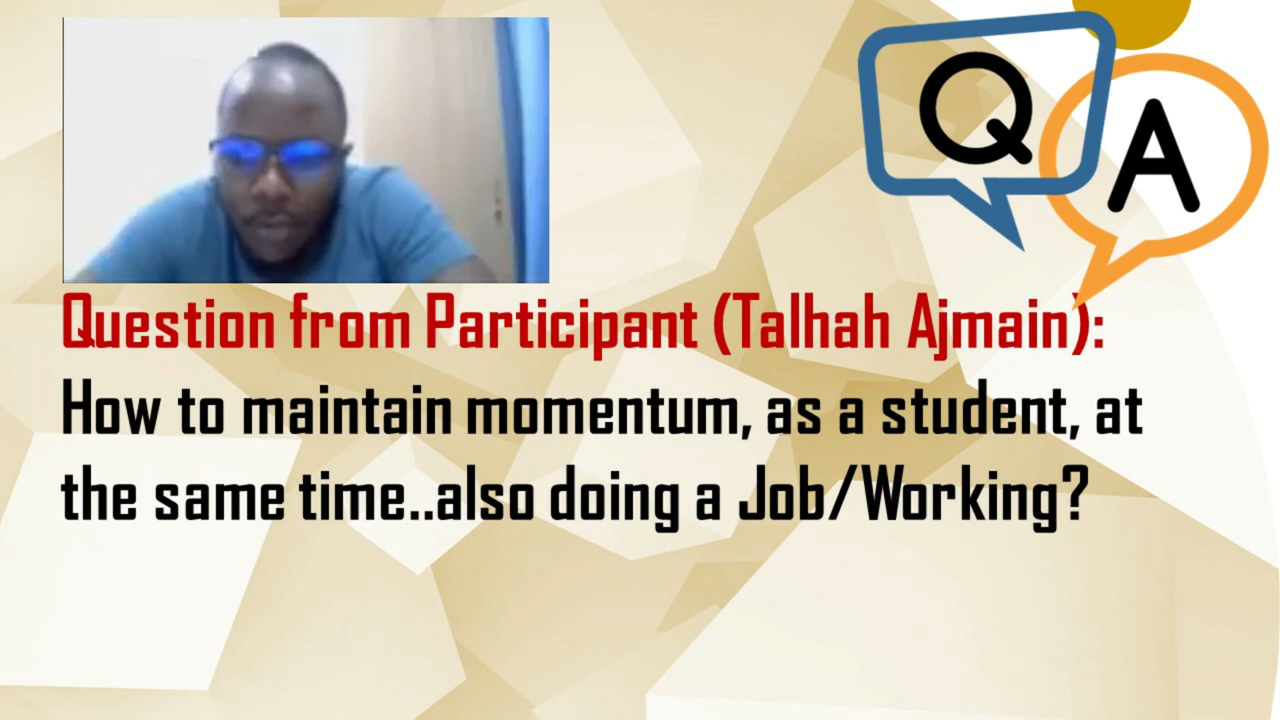 Q
A
Question from Participant (Talhah Ajmain):
How to maintain momentum, as a student, at
the same time..also doing a Job/Working?